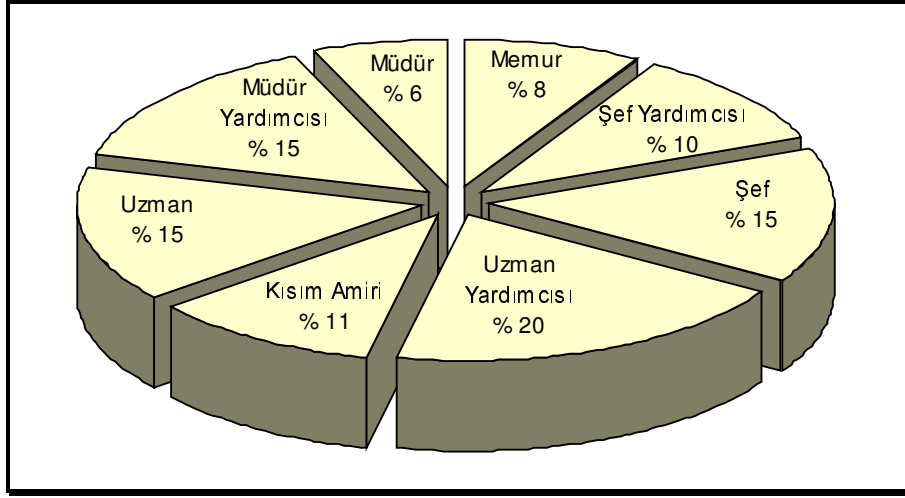 Müdür
% 6
Memur
% 8
Müdür
Yardımcısı
% 15
Şef Yardımcısı
% 10
Uzman
% 15
Şef
% 15
Kısım Amiri
% 11
Uzman
Yardımcısı
% 20